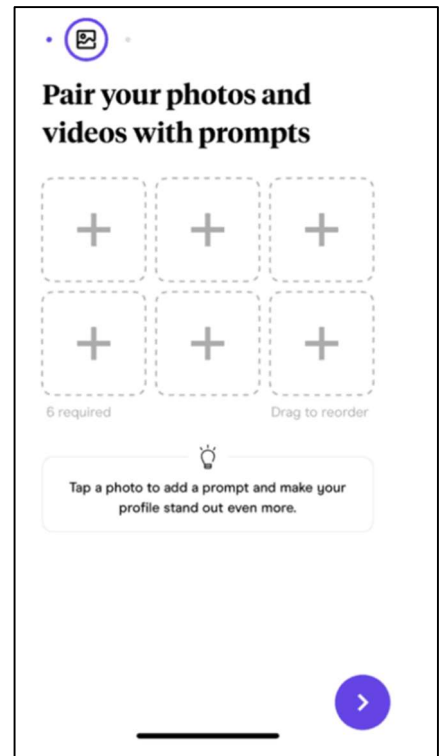 Pair your photos and
videos with prompts
6 required
Drag to reorder
Tap a photo to add a prompt and make your
profile stand out even more.